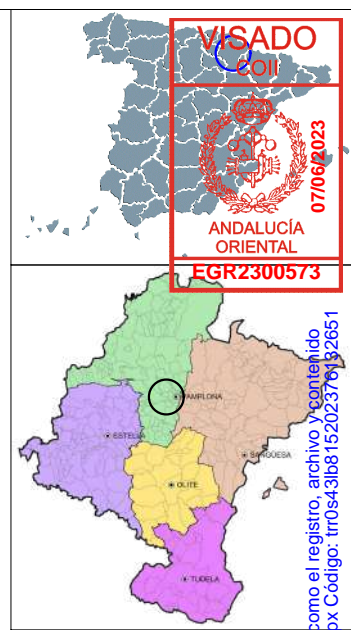 VISADO
COII
07/06/2023
ANDALUCÍA
ORIENTAL
EGR2300573
PAMPLONA
ESTELLA
SANGÜESA
OLITE
TUDELA
como el registro, archivo y contenido
ox Código: trr0s43lb815202376132651